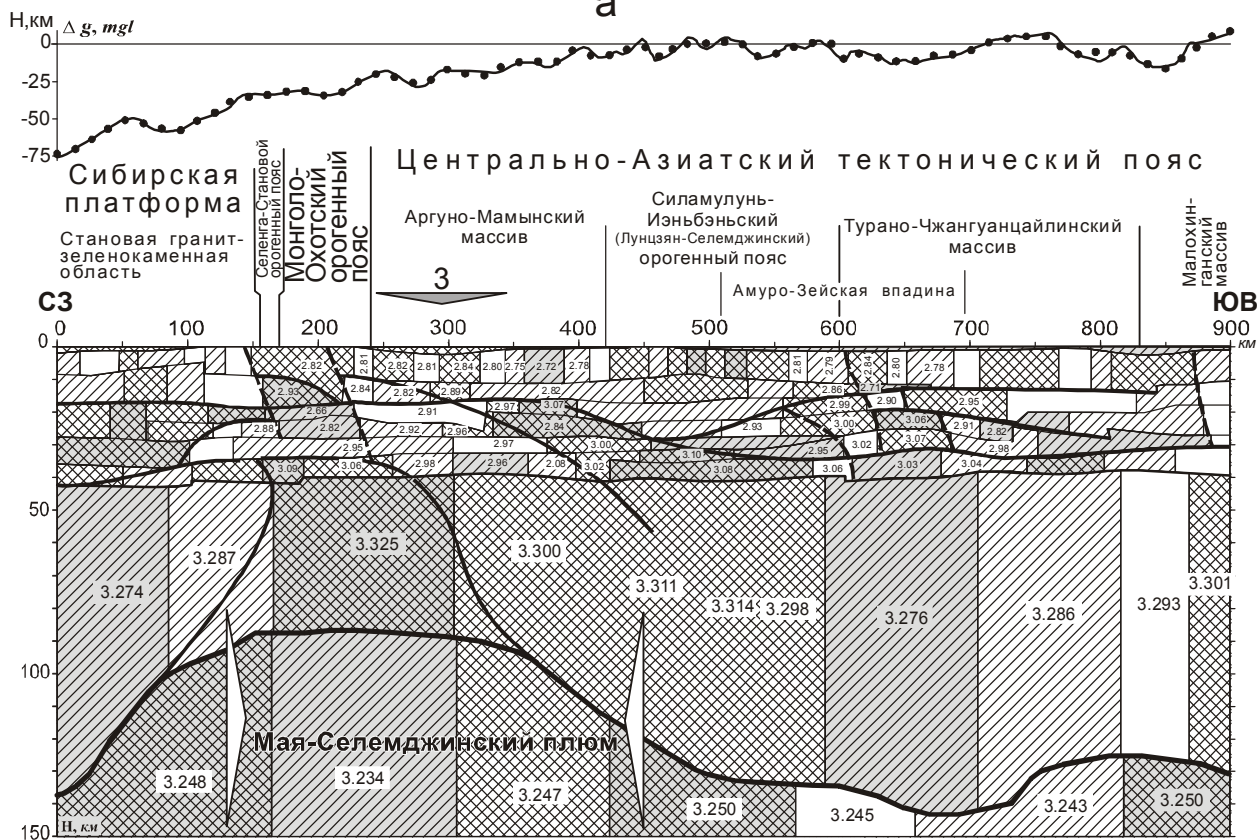 а
Н,км
Δ g, mgl
0
-25
-50
-75
Сибирская
платформа
Становая гранит-
зеленокаменная
область
Селенга-Становой
орогенный пояс
Монголо-
Охотский
орогенный
пояс
Центрально-Азиатский тектонический пояс
Аргуно-Мамынский
массив
Силамулунь-
Иэньбэньский
(Лунцзян-Селемджинский)
орогенный пояс
Турано-Чжангуанцайлинский
массив
Амуро-Зейская впадина
Малохин-
ганский
массив
3
СЗ
ЮВ
0 100 200 300 400 500 600 700 800 900
км
0
2.82 2.81 2.82 2.81 2.84 2.80 2.75 2.72 2.78 2.81 2.79 2.84 2.80 2.78
2.93 2.84 2.82 2.89 2.82 2.86 2.71
2.66 2.91 2.97 3.07 2.99 2.90 2.95
2.88 2.82 2.92 2.96 2.84 2.93 3.00 3.06 2.91 2.82
2.95 2.97 3.00 3.10 2.95 3.02 3.07 2.98
3.09 3.06 2.98 2.96 2.08 3.02 3.08 3.06 3.03 3.04
50
3.274
3.287
3.325
3.300
3.311
3.314
3.298
3.276
3.286
3.293
3.301
100
Мая-Селемджинский плюм
3.248
3.234
3.247
3.250
3.245
3.243
3.250
Н, км
150